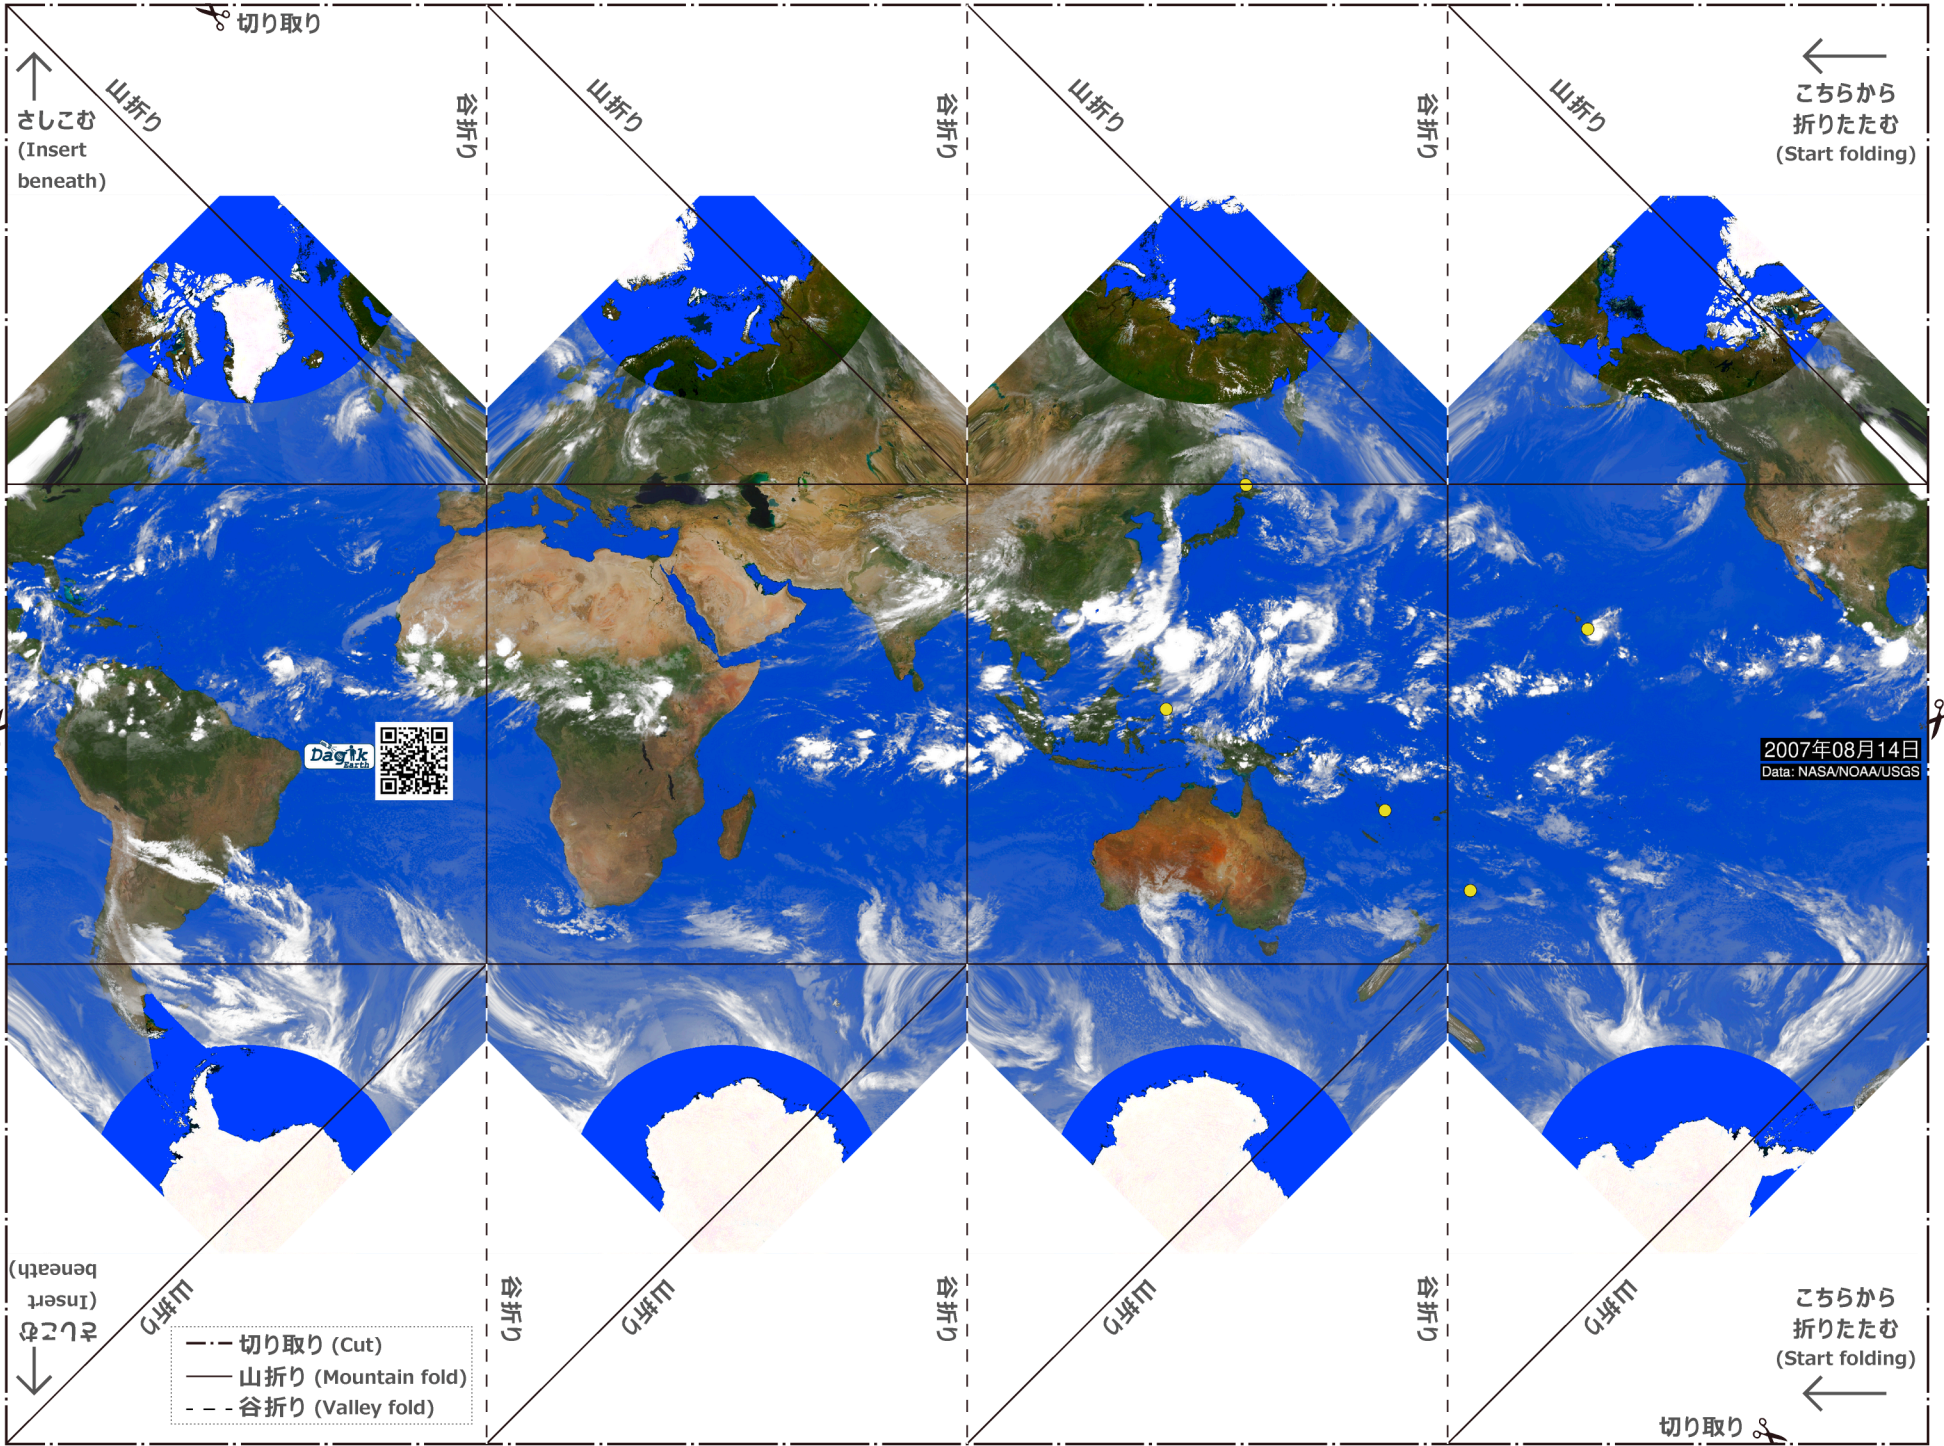 切り取り
山折り
谷折り
山折り
谷折り
山折り
谷折り
山折り
さしこむ
(Insert
beneath)
こちらから
折りたたむ
(Start folding)
Dagik
Earth
2007年08月14日
Data: NASA/NOAA/USGS
さしこむ
(Insert
beneath)
山折り
谷折り
山折り
谷折り
山折り
谷折り
山折り
こちらから
折りたたむ
(Start folding)
切り取り (Cut)
山折り (Mountain fold)
谷折り (Valley fold)
切り取り